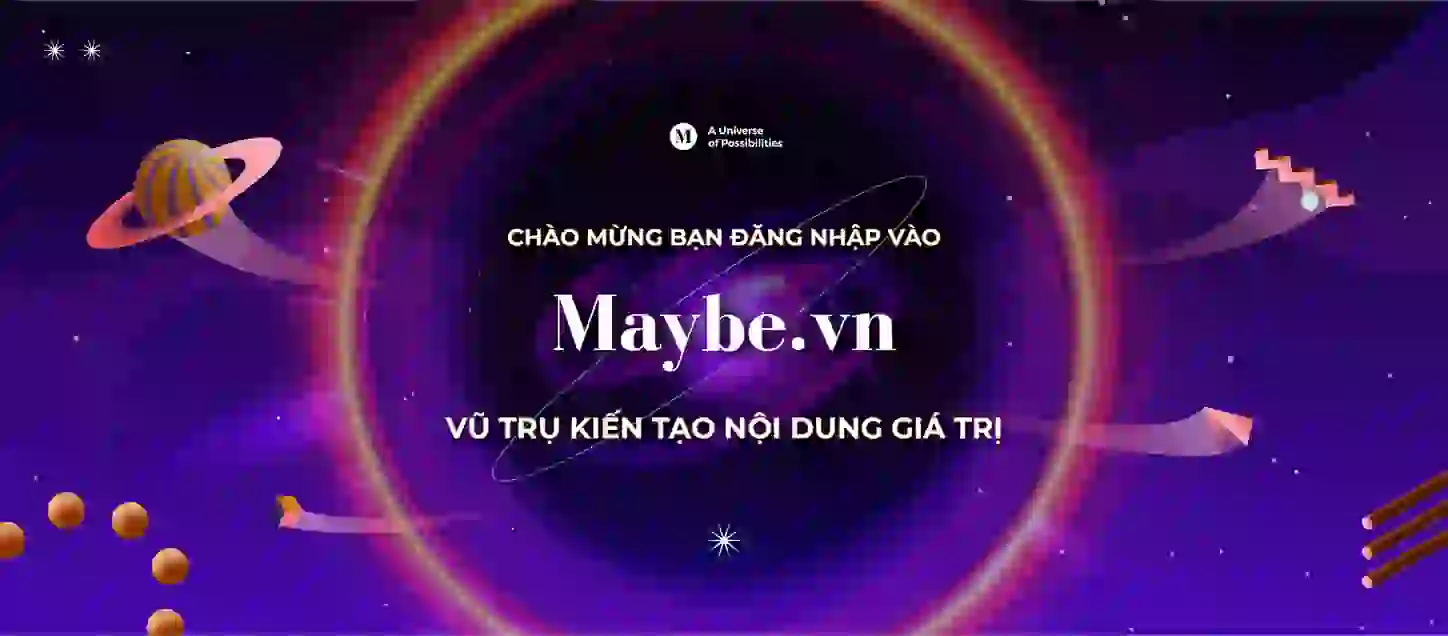 M
A Universe
of Possibilities
CHÀO MỪNG BẠN ĐĂNG NHẬP VÀO
Maybe.vn
VŨ TRỤ KIẾN TẠO NỘI DUNG GIÁ TRỊ